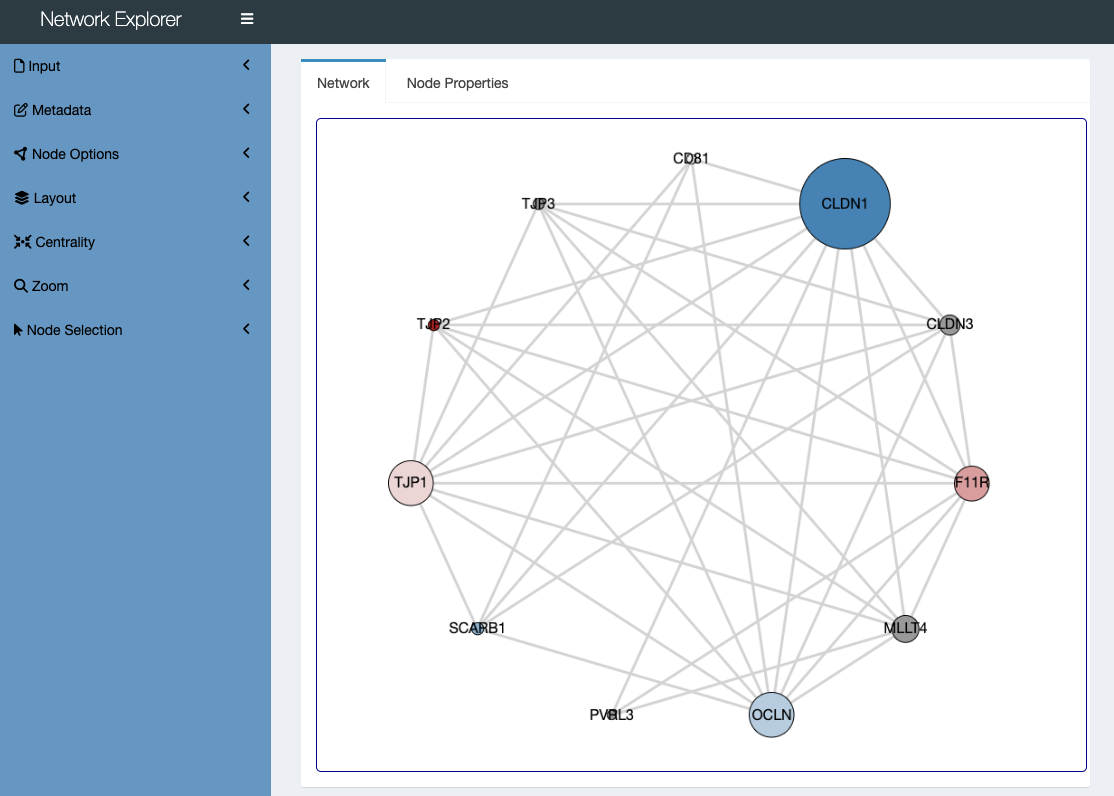 Network Explorer
Input
Metadata
Node Options
Layout
Centrality
Zoom
Node Selection
Network
Node Properties
CD81
TJP3
CLDN1
TJP2
CLDN3
TJP1
F11R
SCARB1
MLLT4
PVRL3
OCLN